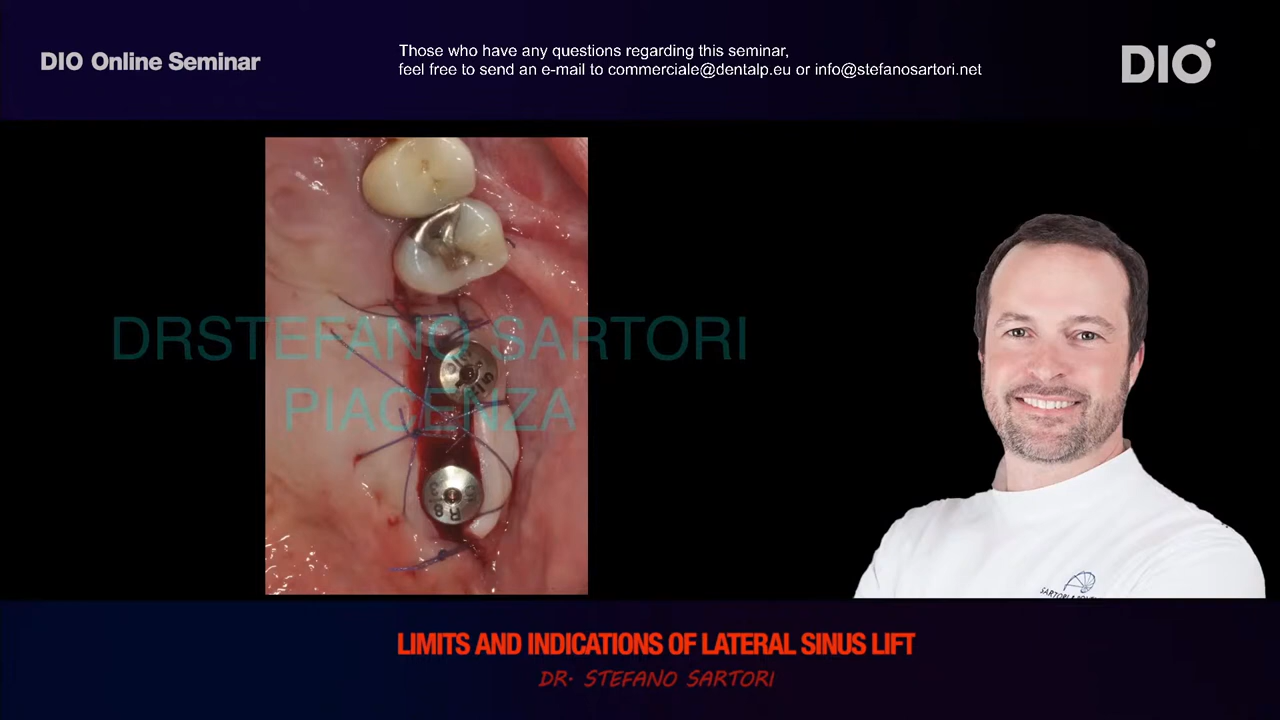 DIO Online Seminar
Those who have any questions regarding this seminar,
feel free to send an e-mail to commerciale@dentalp.eu or info@stefanosartori.net
DIO
DRSTEFANO SARTORI
PIACENZA
LIMITS AND INDICATIONS OF LATERAL SINUS LIFT
DR. STEFANO SARTORI